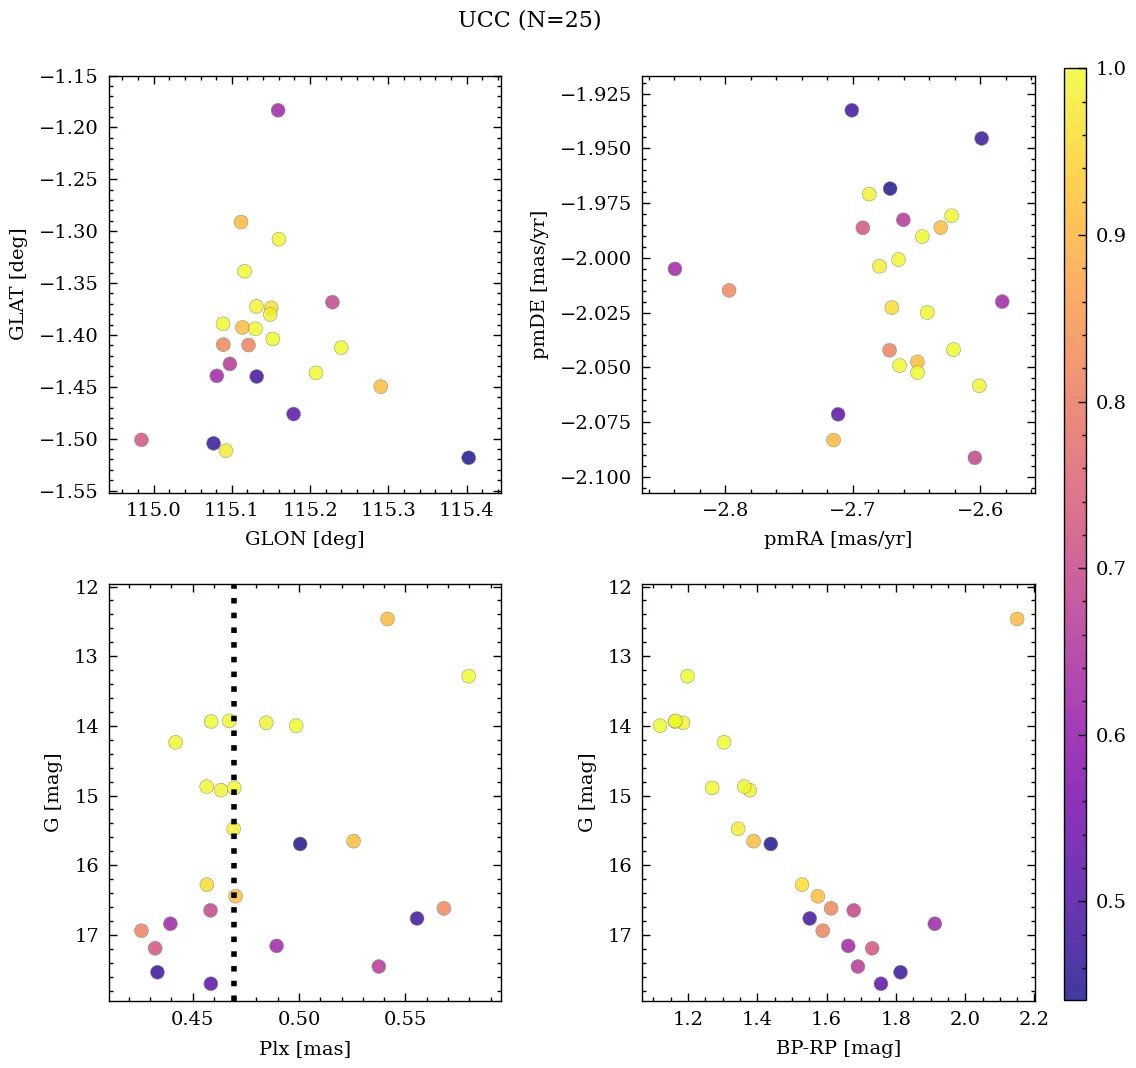 UCC (N=25)
−1.15
−1.20
−1.25
−1.30
−1.35
−1.40
−1.45
−1.50
−1.55
GLAT [deg]
115.0 115.1 115.2 115.3 115.4
GLON [deg]
−1.925
−1.950
−1.975
−2.000
−2.025
−2.050
−2.075
−2.100
pmDE [mas/yr]
−2.8 −2.7 −2.6
pmRA [mas/yr]
12
13
14
15
16
17
G [mag]
0.45 0.50 0.55
Plx [mas]
12
13
14
15
16
17
G [mag]
1.2 1.4 1.6 1.8 2.0 2.2
BP-RP [mag]
1.0
0.9
0.8
0.7
0.6
0.5